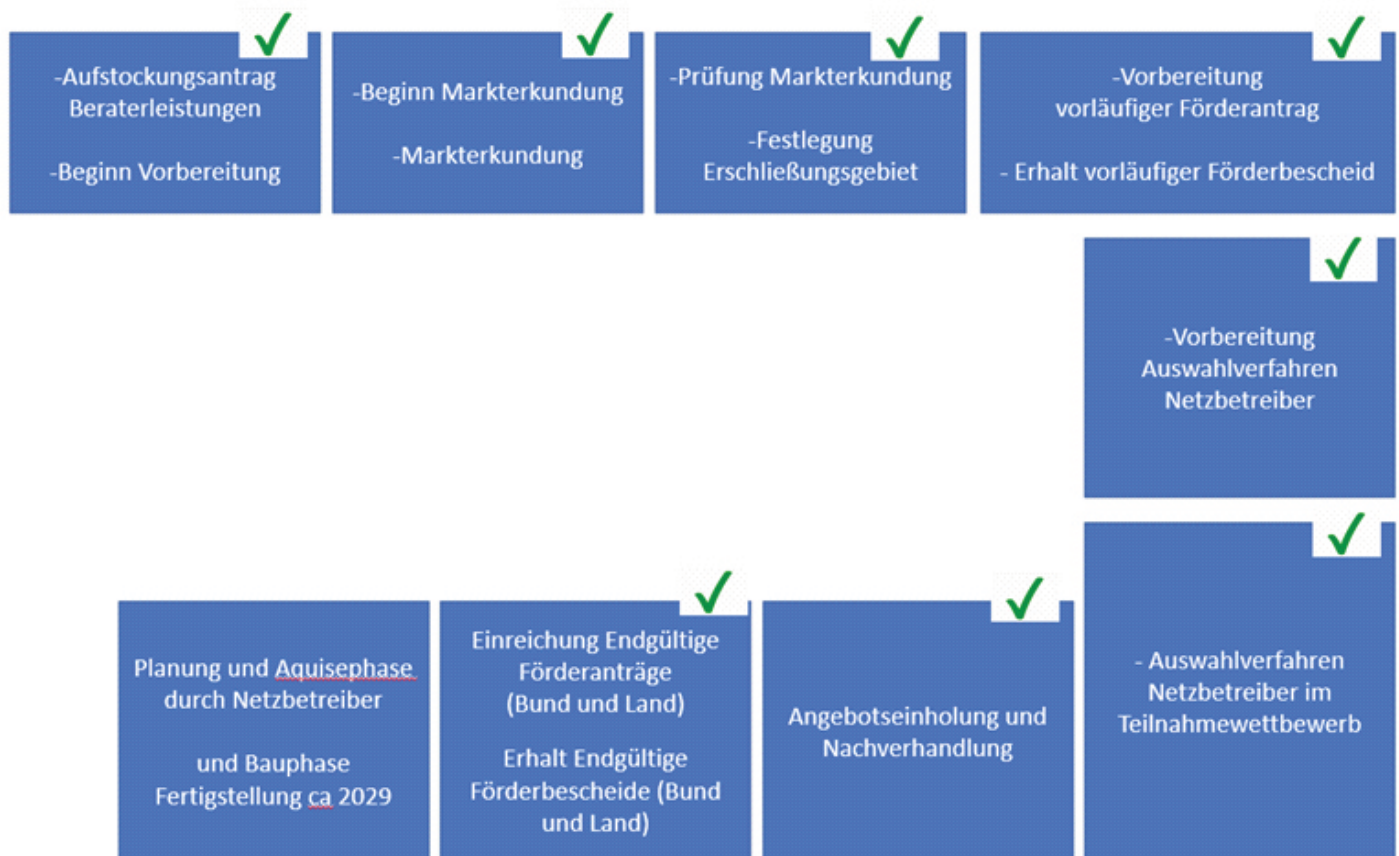 -Aufstockungsantrag
Beraterleistungen
-Beginn Vorbereitung
-Beginn Markterkundung
-Markterkundung
-Prüfung Markterkundung
-Festlegung
Erschließungsgebiet
-Vorbereitung
vorläufiger Förderantrag
- Erhalt vorläufiger Förderbescheid
-Vorbereitung
Auswahlverfahren
Netzbetreiber
- Auswahlverfahren
Netzbetreiber im
Teilnahmewettbewerb
Angebotseinholung und
Nachverhandlung
Einreichung Endgültige
Förderanträge
(Bund und Land)
Erhalt Endgültige
Förderbescheide (Bund
und Land)
Planung und Aquisephase
durch Netzbetreiber
und Bauphase
Fertigstellung ca 2029